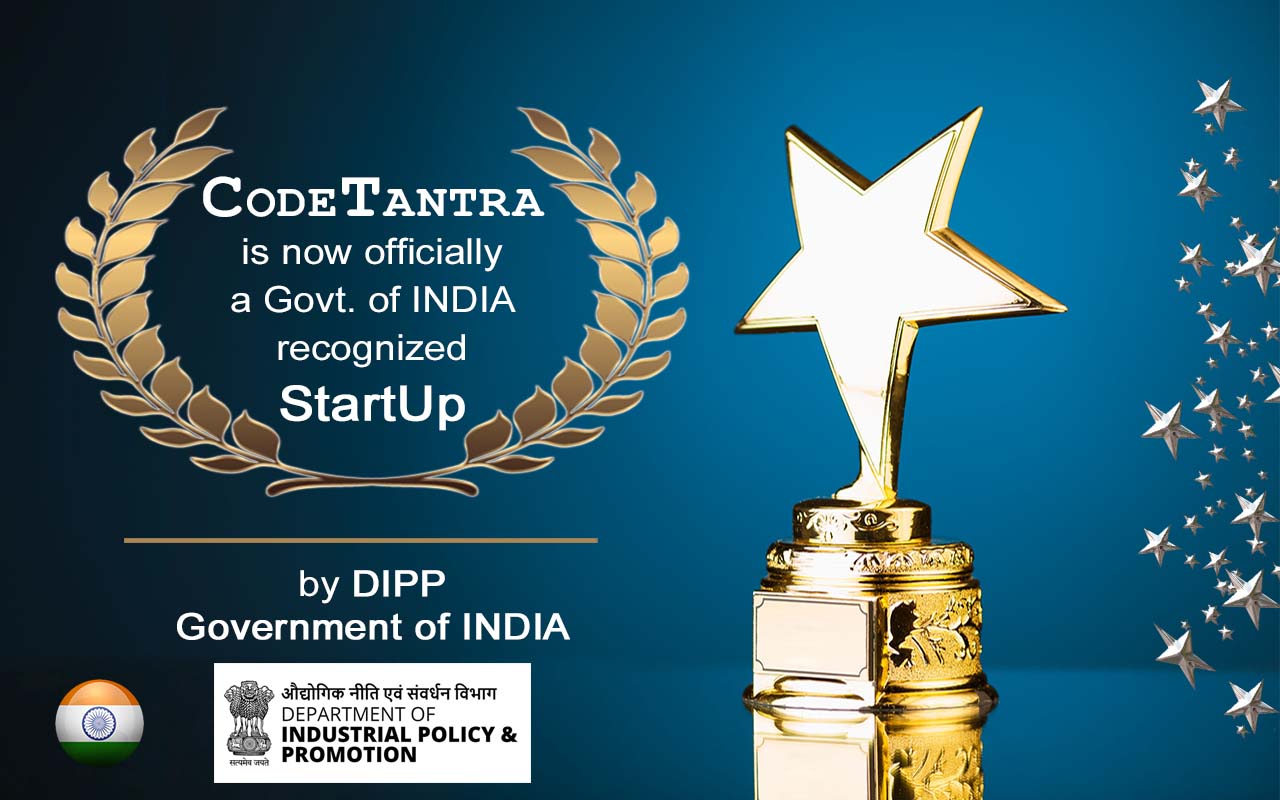 CODETANTRA
is now officially
a Govt. of INDIA
recognized
StartUp
by DIPP
Government of INDIA
औद्योगिक नीति एवं संवर्धन विभाग
DEPARTMENT OF
INDUSTRIAL POLICY &
PROMOTION
सत्यमेव जयते